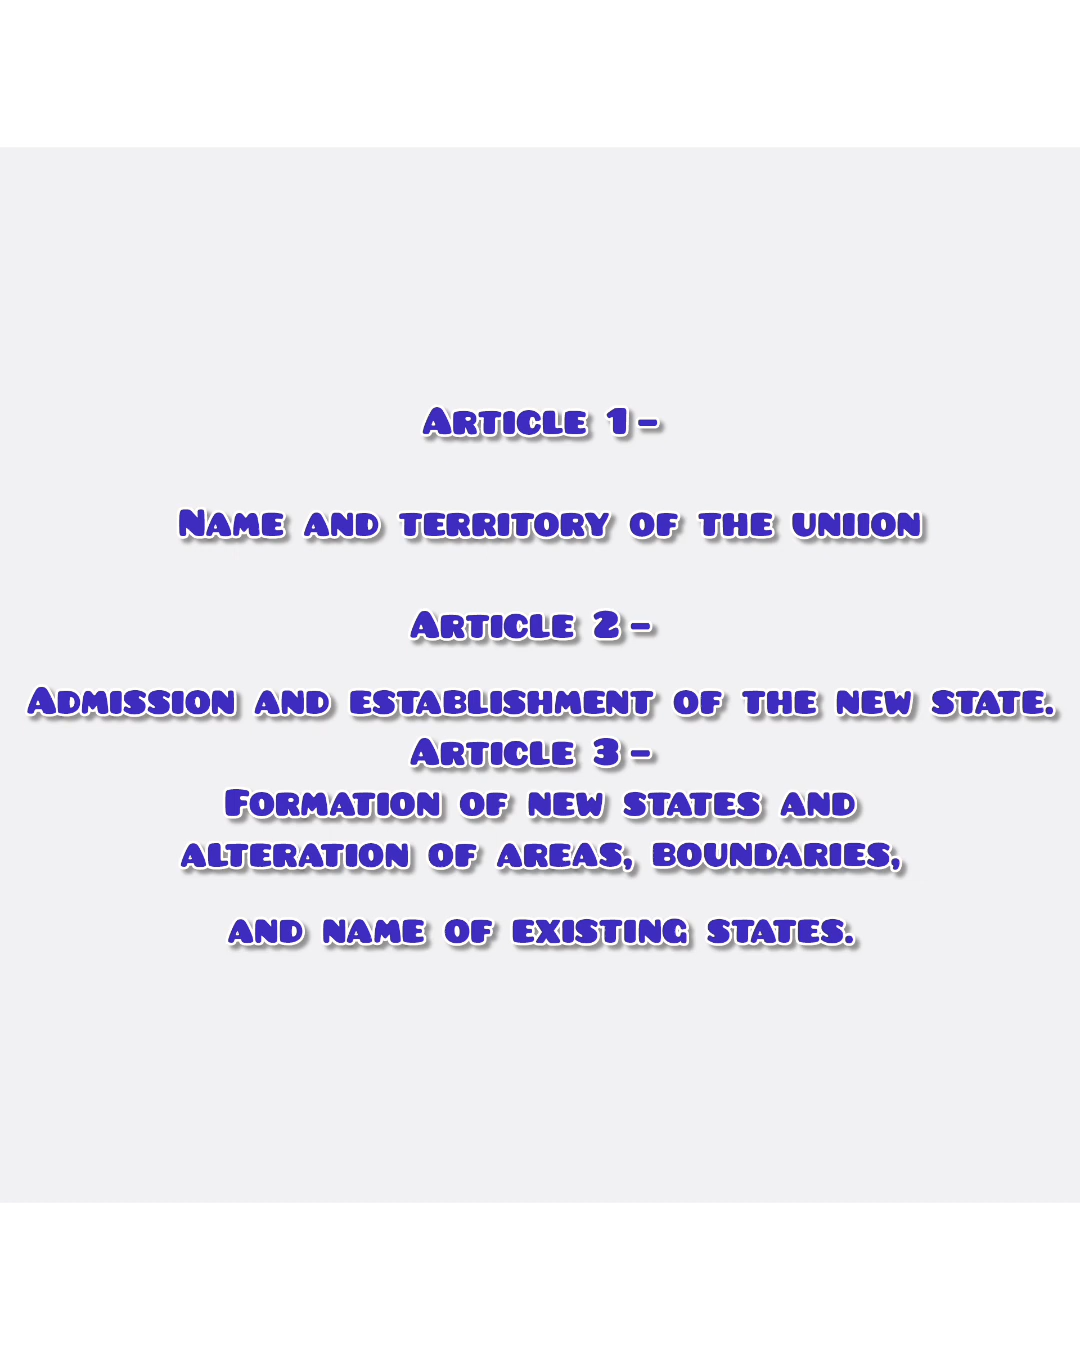 Article 1 -
Name and territory of the uniion
Article 2 -
Admission and establishment of the new state.
Article 3 -
Formation of new states and
alteration of areas, boundaries,
and name of existing states.